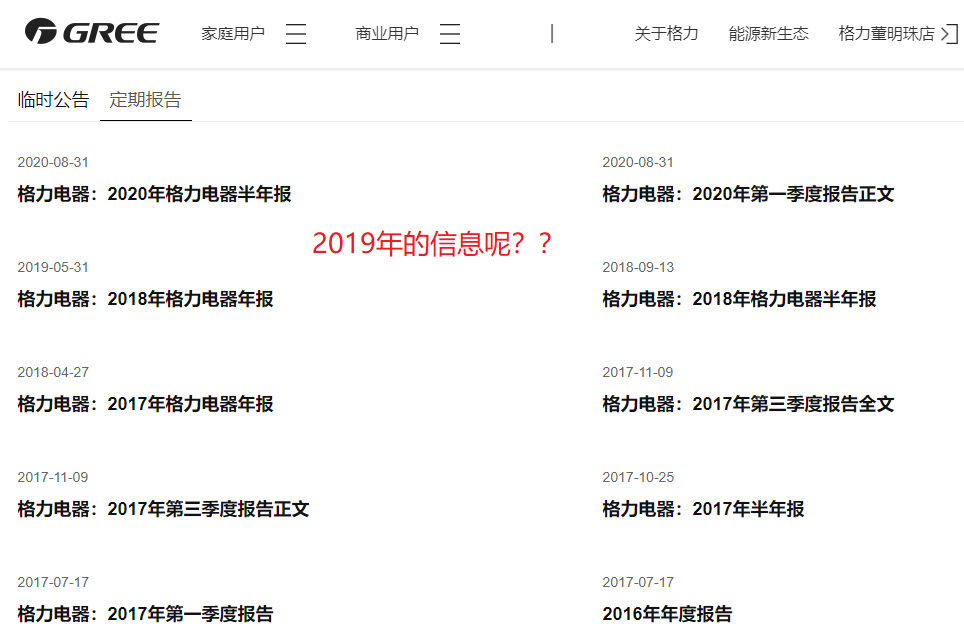 GREE 家庭用户 商业用户 | 关于格力 能源新生态 格力董明珠店
临时公告 定期报告
2020-08-31 2020-08-31
格力电器：2020年格力电器半年报 格力电器：2020年第一季度报告正文
2019年的信息呢？？
2019-05-31 2018-09-13
格力电器：2018年格力电器年报 格力电器：2018年格力电器半年报
2018-04-27 2017-11-09
格力电器：2017年格力电器年报 格力电器：2017年第三季度报告全文
2017-11-09 2017-10-25
格力电器：2017年第三季度报告正文 格力电器：2017年半年报
2017-07-17 2017-07-17
格力电器：2017年第一季度报告 2016年年度报告